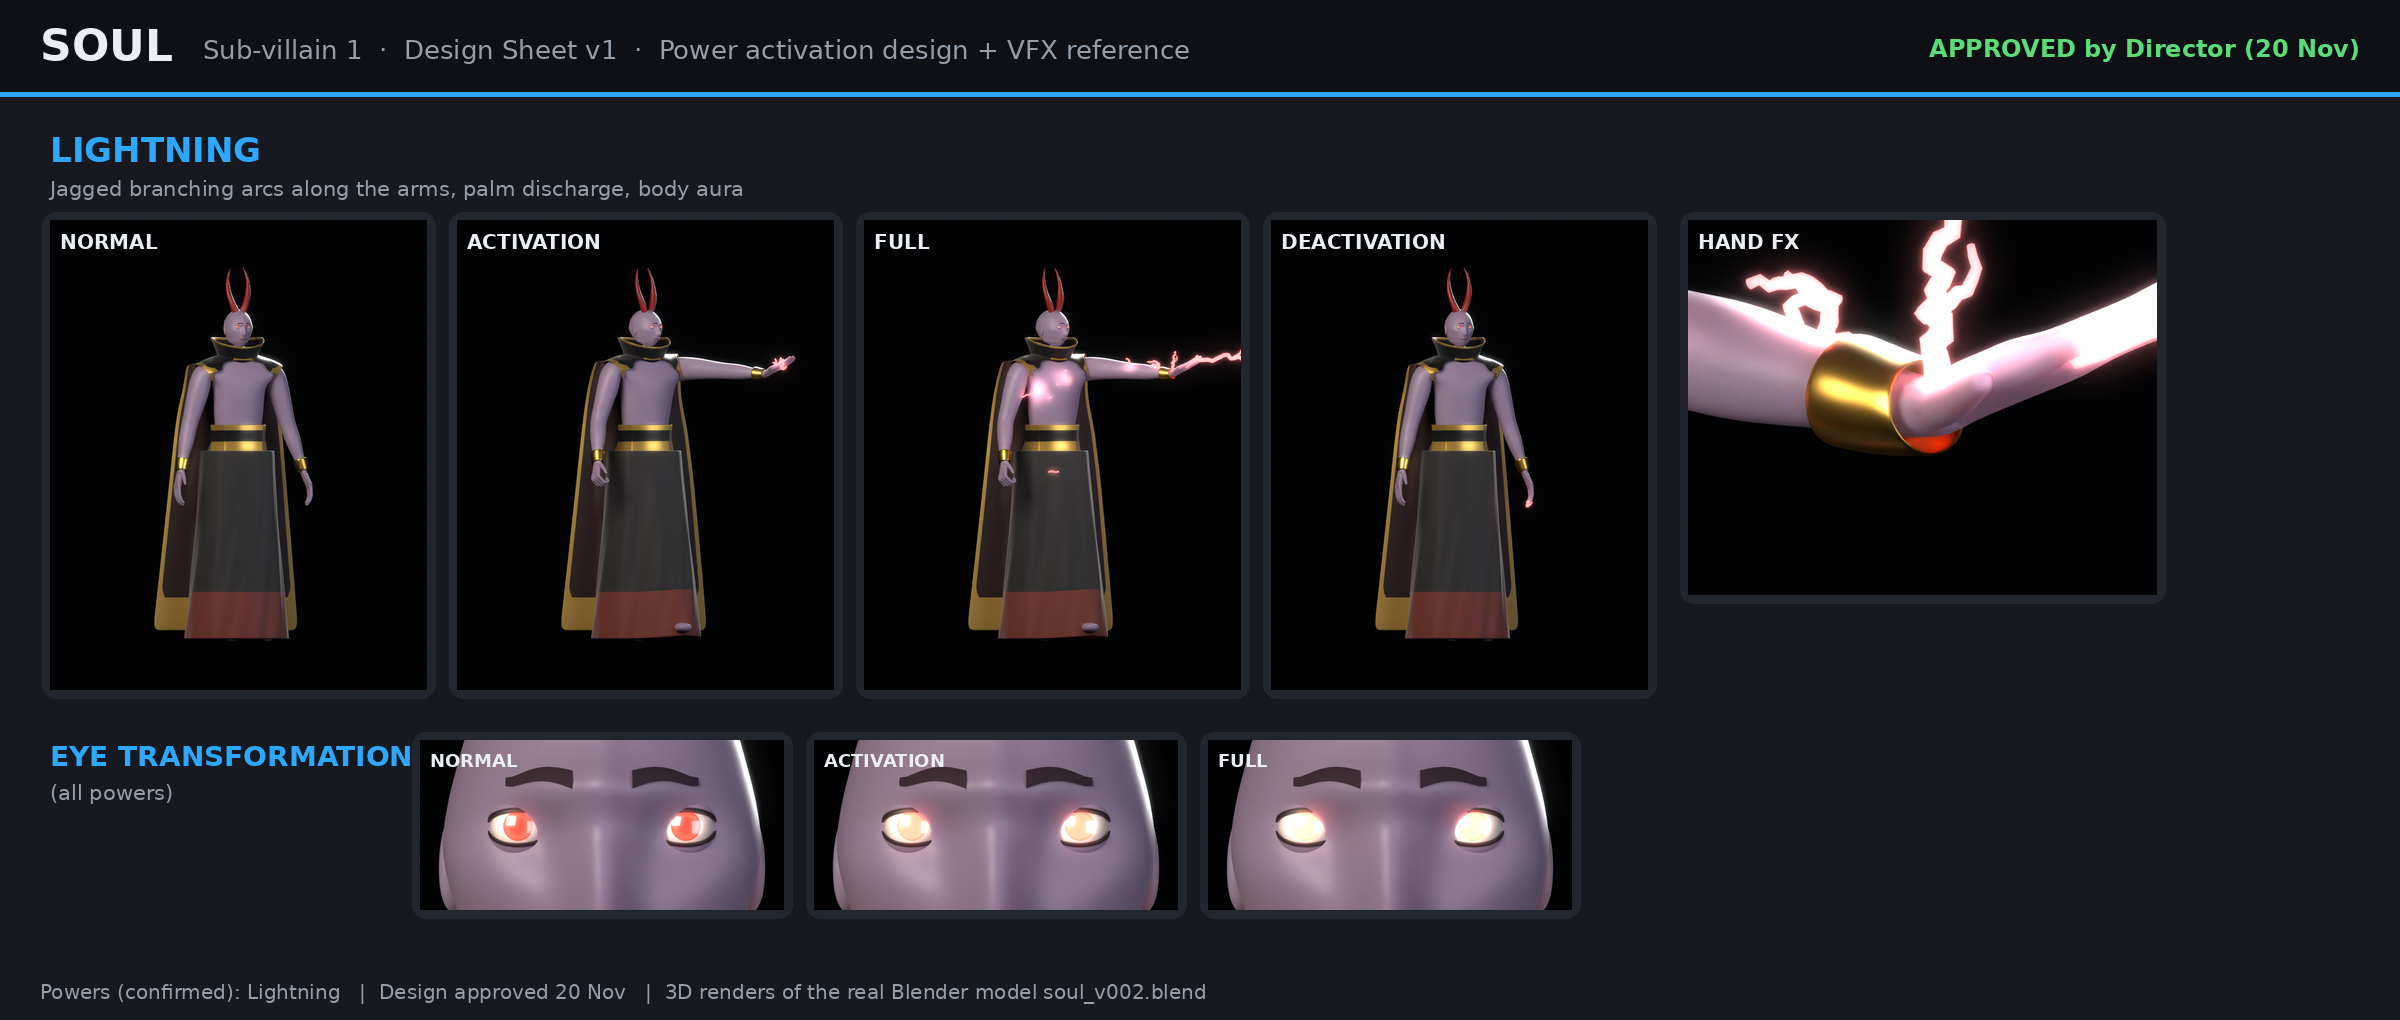 SOUL Sub-villain 1 · Design Sheet v1 · Power activation design + VFX reference APPROVED by Director (20 Nov)
LIGHTNING
Jagged branching arcs along the arms, palm discharge, body aura
NORMAL ACTIVATION FULL DEACTIVATION HAND FX
EYE TRANSFORMATION NORMAL ACTIVATION FULL
(all powers)
Powers (confirmed): Lightning | Design approved 20 Nov | 3D renders of the real Blender model soul_v002.blend